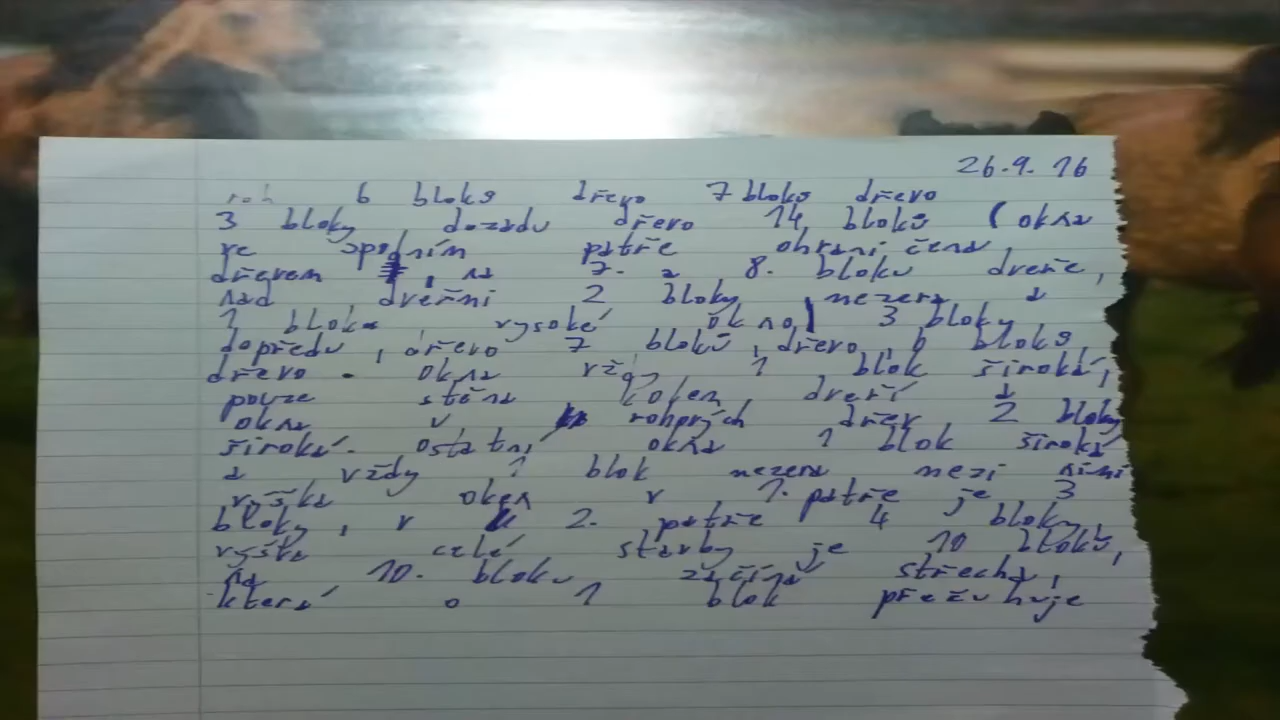 26.9.16
roh 6 bloků dřevo 7 bloků dřevo
3 bloky dozadu dřevo 14 bloků (okna
ve spodním patře ohraničena
dřevem, na 7. a 8. bloku dveře,
nad dveřmi 2 bloky mezera a
1 bloka vysoké okno) 3 bloky
dopředu, dřevo 7 bloků, dřevo, 6 bloků,
dřevo. okna vždy 1 blok široká,
pouze stěna kolem dveří a
okna v rohových dřev 2 bloky
široká. ostatní okna 1 blok široká
a vždy 1 blok mezera mezi nimi
výška oken v 1. patře je 3
bloky, v 2. patře 4 bloky,
výška celé stavby je 10 bloků,
na 10. bloku začíná střecha,
která o 1 blok přečuhuje